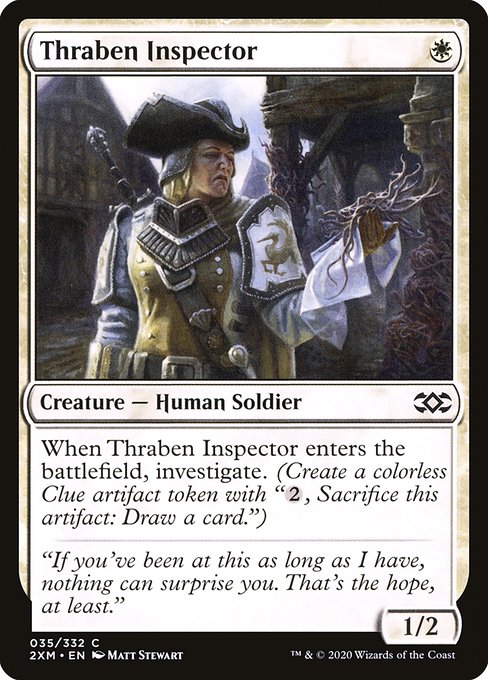 Thraben Inspector
Creature — Human Soldier
When Thraben Inspector enters the
battlefield, investigate. (Create a colorless
Clue artifact token with “2, Sacrifice this
artifact: Draw a card.”)
“If you’ve been at this as long as I have,
nothing can surprise you. That’s the hope,
at least.”
1/2
035/332 C
2XM • EN Matt Stewart
™ & © 2020 Wizards of the Coast